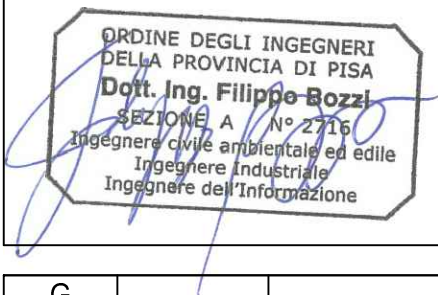 ORDINE DEGLI INGEGNERI
DELLA PROVINCIA DI PISA
Dott. Ing. Filippo Bozzi
SEZIONE A N° 2716
Ingegnere civile ambientale ed edile
Ingegnere Industriale
Ingegnere dell'Informazione
G